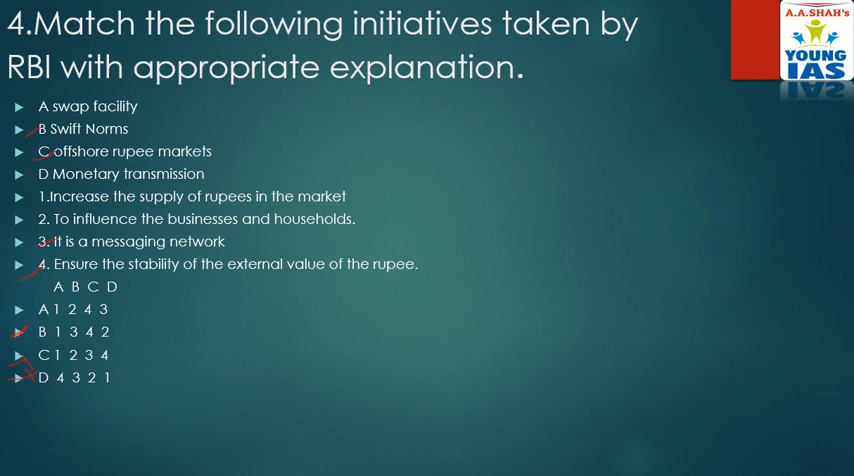 4.Match the following initiatives taken by
RBI with appropriate explanation.
A.A.SHAH's
YOUNG
IAS
A swap facility
B Swift Norms
C offshore rupee markets
D Monetary transmission
1.Increase the supply of rupees in the market
2. To influence the businesses and households.
3. It is a messaging network
4. Ensure the stability of the external value of the rupee.
A B C D
A 1 2 4 3
B 1 3 4 2
C 1 2 3 4
D 4 3 2 1